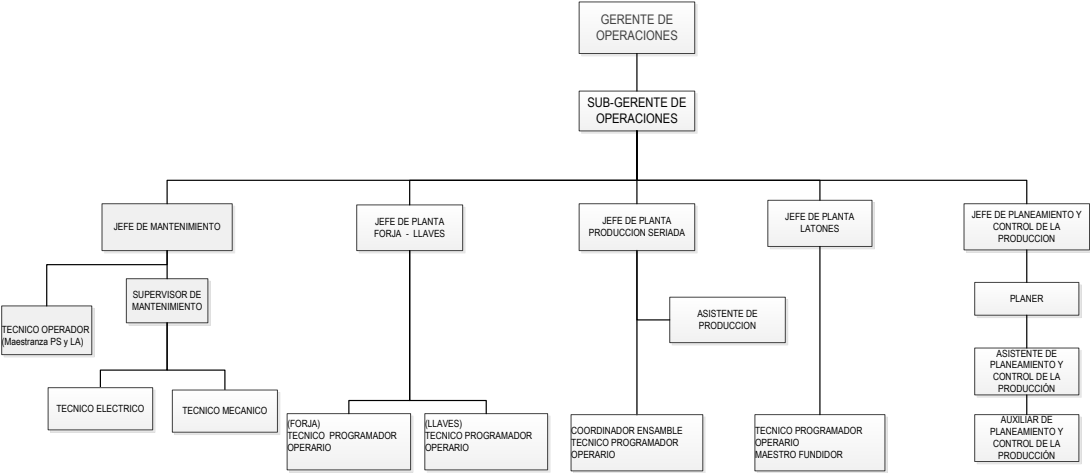 GERENTE DE
OPERACIONES
SUB-GERENTE DE
OPERACIONES
JEFE DE MANTENIMIENTO
JEFE DE PLANTA
FORJA - LLAVES
JEFE DE PLANTA
PRODUCCION SERIADA
JEFE DE PLANTA
LATONES
JEFE DE PLANEAMIENTO Y
CONTROL DE LA
PRODUCCION
TECNICO OPERADOR
(Maestranza PS y LA)
SUPERVISOR DE
MANTENIMIENTO
ASISTENTE DE
PRODUCCION
PLANER
TECNICO ELECTRICO
TECNICO MECANICO
ASISTENTE DE
PLANEAMIENTO Y
CONTROL DE LA
PRODUCCIÓN
(FORJA)
TECNICO PROGRAMADOR
OPERARIO
(LLAVES)
TECNICO PROGRAMADOR
OPERARIO
COORDINADOR ENSAMBLE
TECNICO PROGRAMADOR
OPERARIO
TECNICO PROGRAMADOR
OPERARIO
MAESTRO FUNDIDOR
AUXILIAR DE
PLANEAMIENTO Y
CONTROL DE LA
PRODUCCIÓN